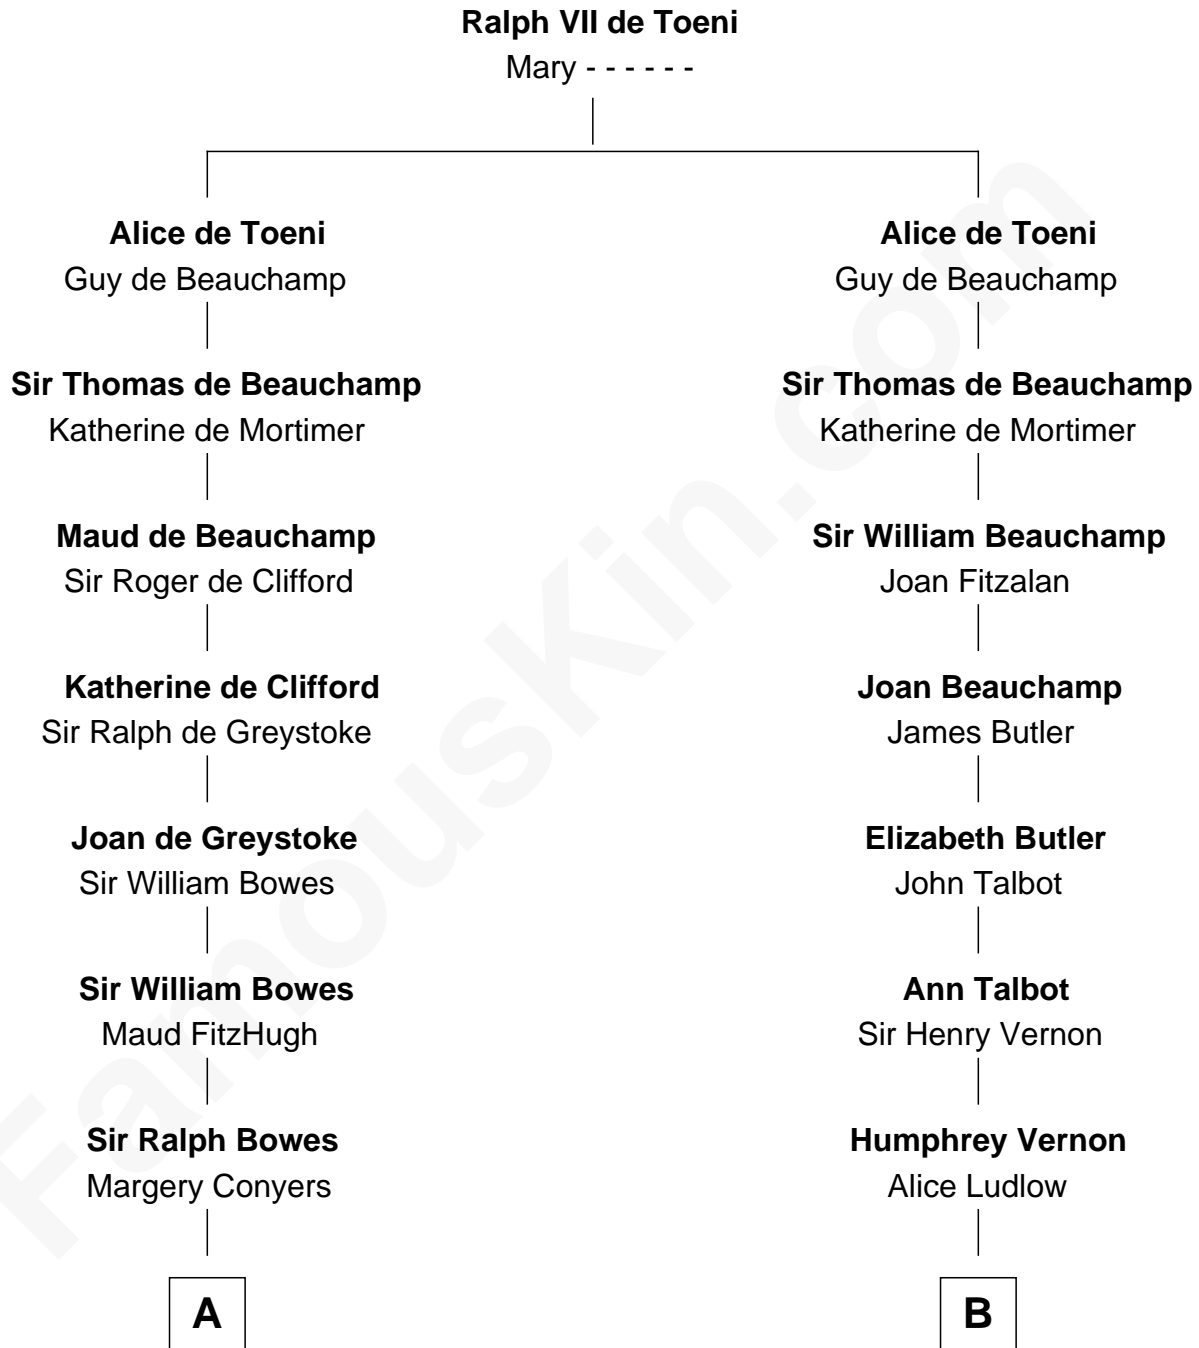 Ralph VII de Toeni
Mary - - - - - -
Alice de Toeni
Guy de Beauchamp
Sir Thomas de Beauchamp
Katherine de Mortimer
Maud de Beauchamp
Sir Roger de Clifford
Katherine de Clifford
Sir Ralph de Greystoke
Joan de Greystoke
Sir William Bowes
Sir William Bowes
Maud FitzHugh
Sir Ralph Bowes
Margery Conyers
A
Alice de Toeni
Guy de Beauchamp
Sir Thomas de Beauchamp
Katherine de Mortimer
Sir William Beauchamp
Joan Fitzalan
Joan Beauchamp
James Butler
Elizabeth Butler
John Talbot
Ann Talbot
Sir Henry Vernon
Humphrey Vernon
Alice Ludlow
B
FamousKin.com